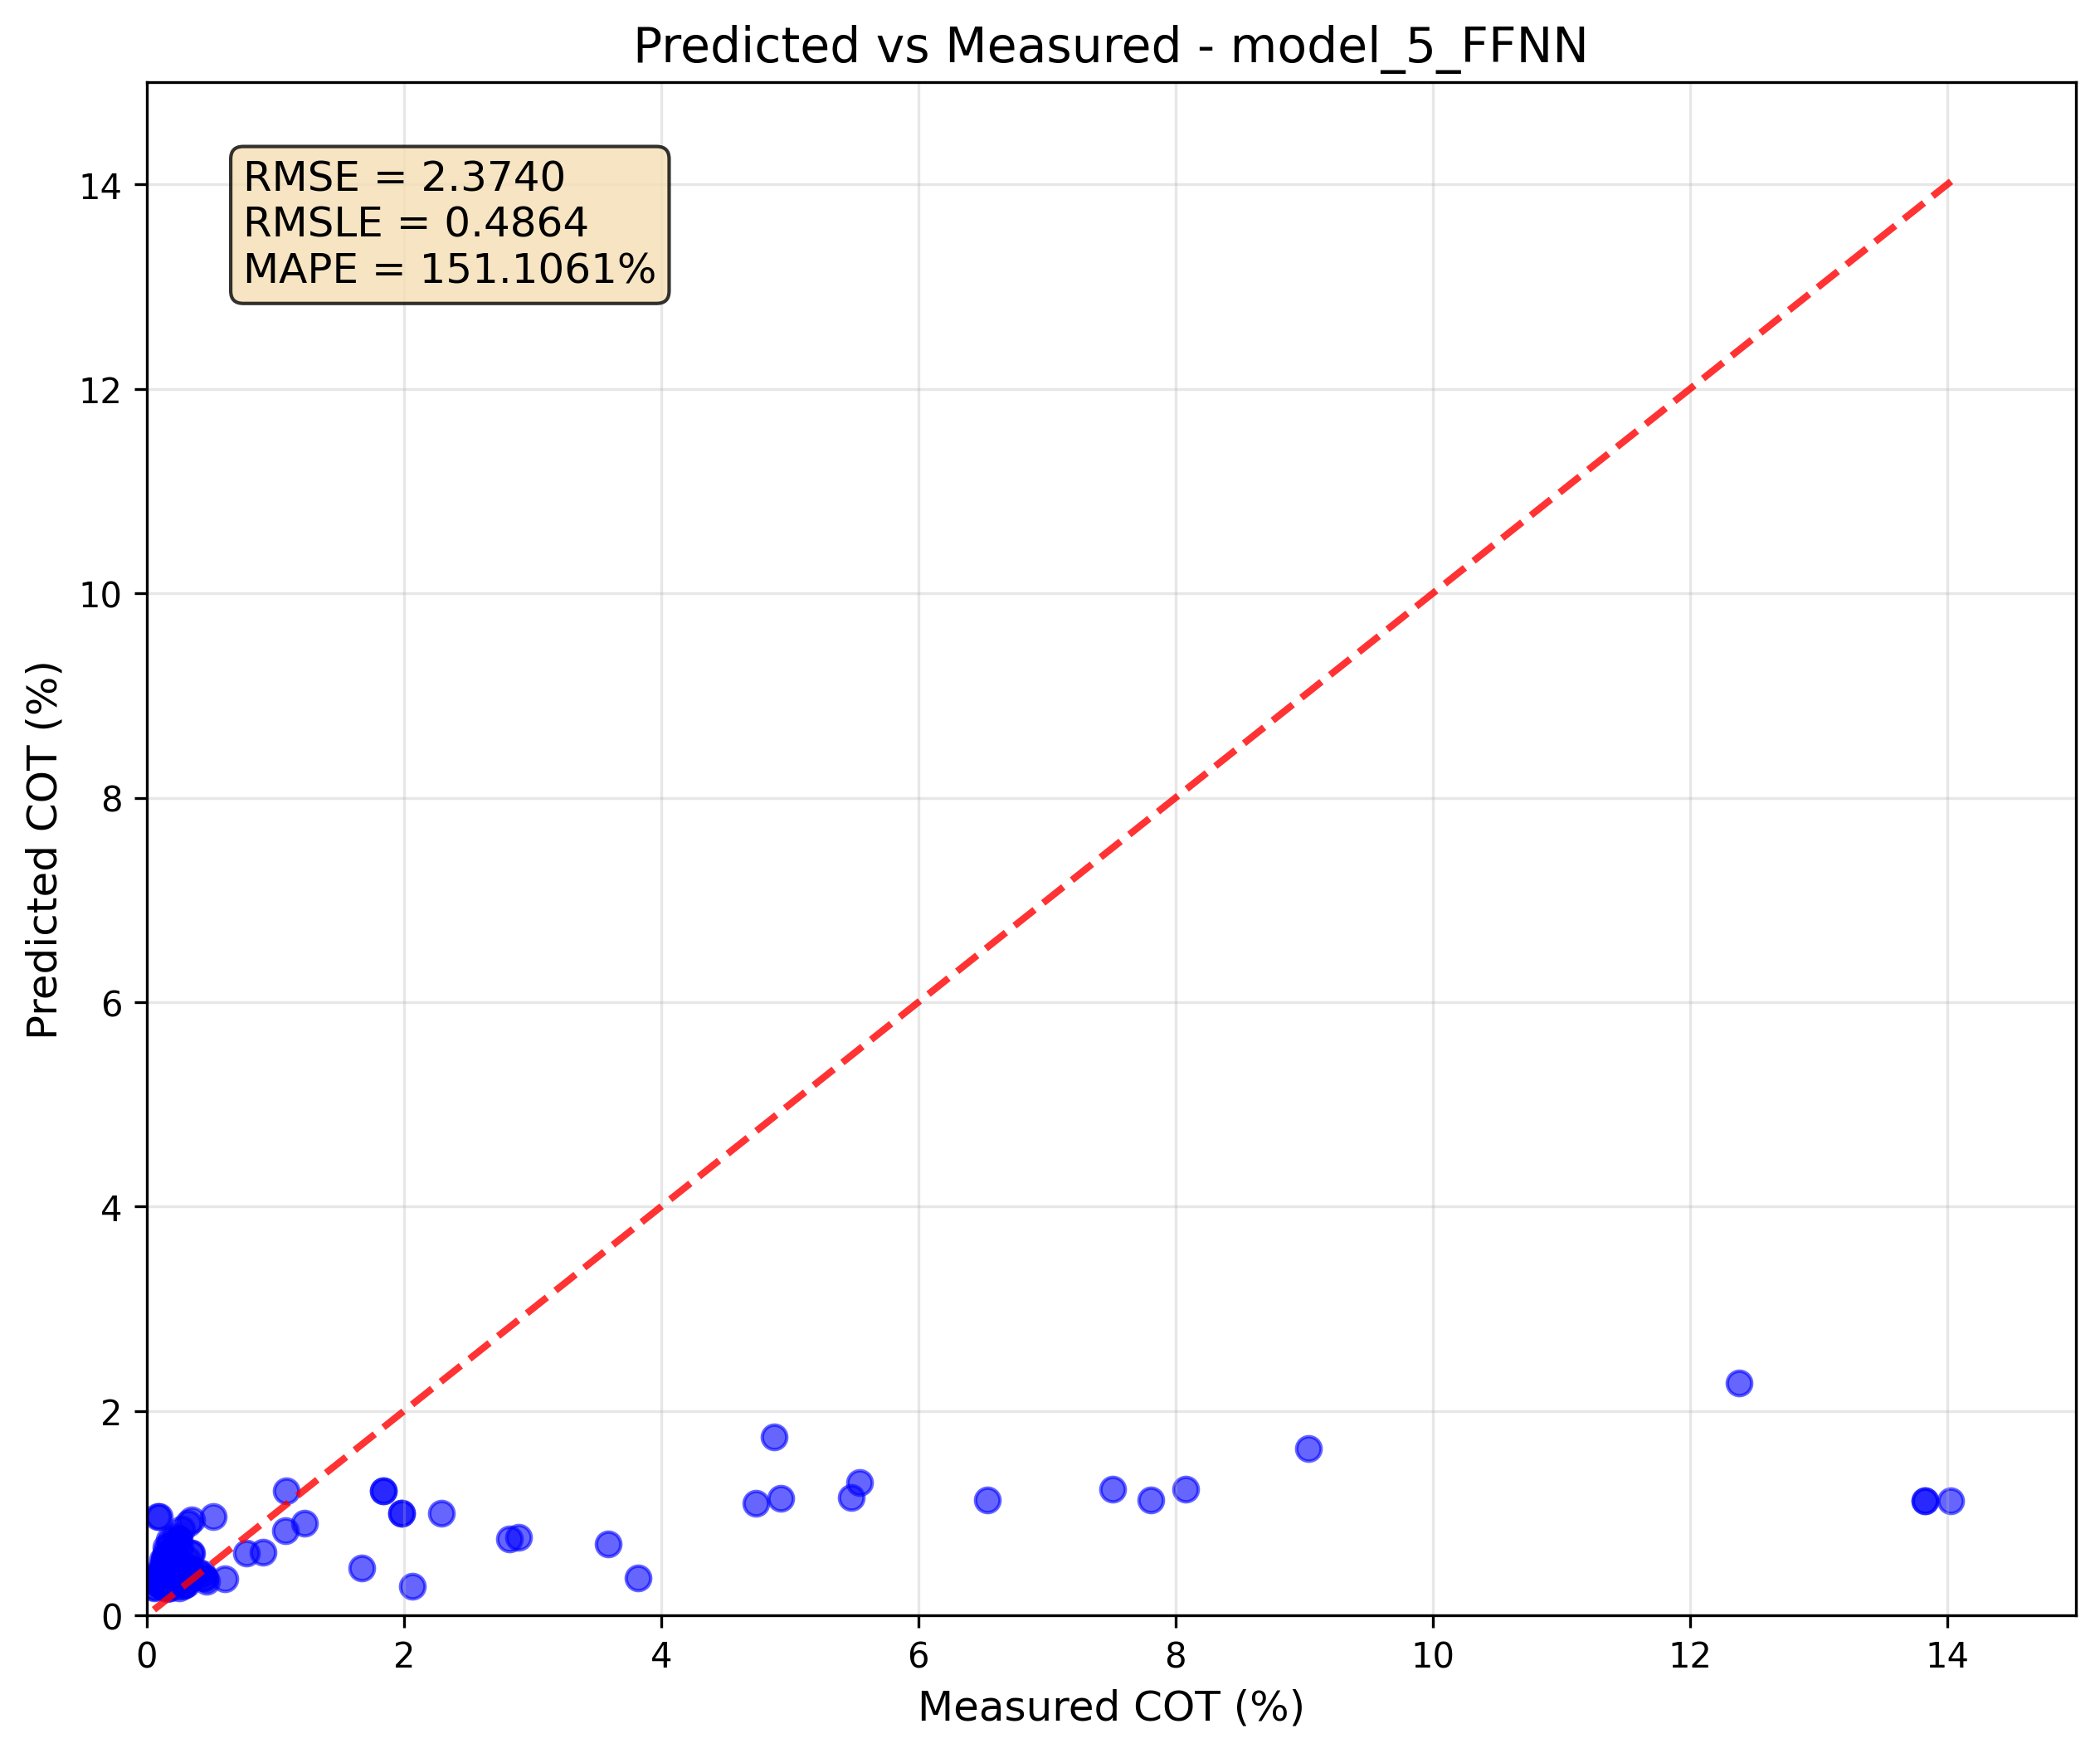 Predicted vs Measured - model_5_FFNN
RMSE = 2.3740
RMSLE = 0.4864
MAPE = 151.1061%
14
12
10
8
6
4
2
0
Predicted COT (%)
0 2 4 6 8 10 12 14
Measured COT (%)